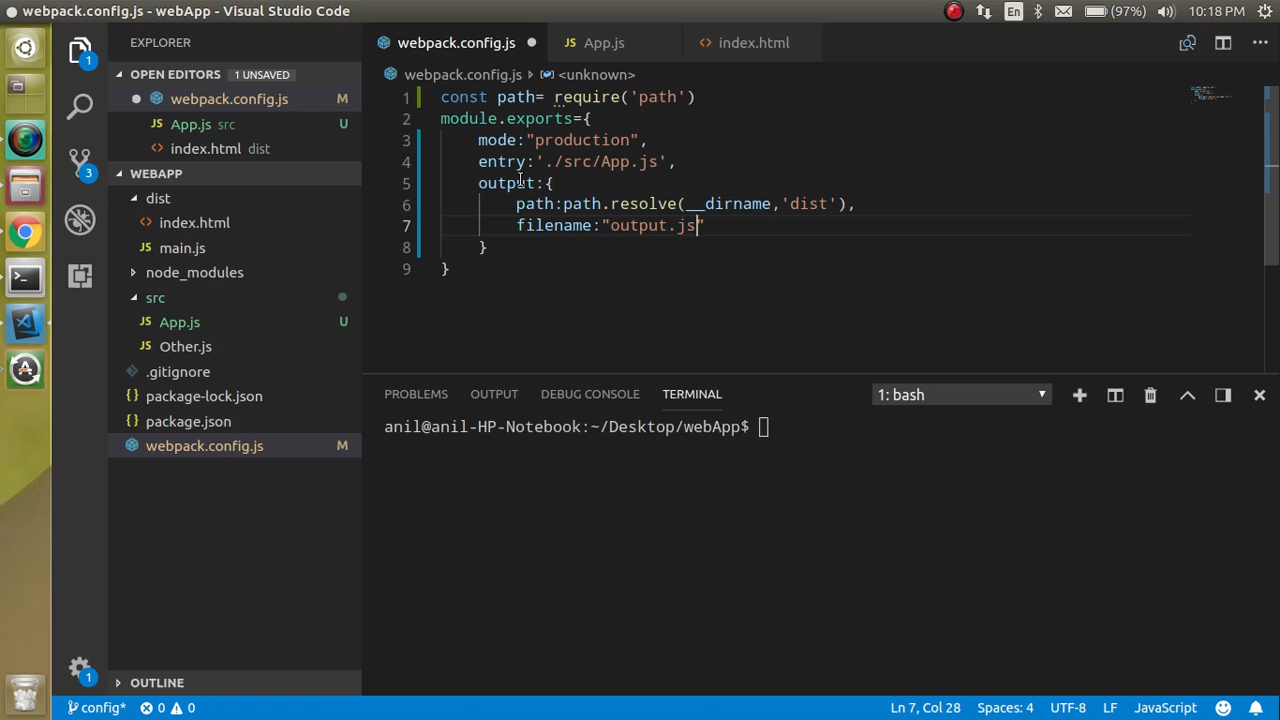 webpack.config.js - webApp - Visual Studio Code
En
(97%)
10:18 PM
EXPLORER
OPEN EDITORS 1 UNSAVED
webpack.config.js M
App.js src U
index.html dist
WEBAPP
dist
index.html
main.js
node_modules
src
App.js U
Other.js
.gitignore
package-lock.json
package.json
webpack.config.js M
OUTLINE
1
3
1
webpack.config.js
App.js
index.html
webpack.config.js <unknown>
1 const path= require('path')
2 module.exports={
3 mode:"production",
4 entry:'./src/App.js',
5 output:{
6 path:path.resolve(__dirname,'dist'),
7 filename:"output.js"
8 }
9 }
PROBLEMS OUTPUT DEBUG CONSOLE TERMINAL 1: bash
anil@anil-HP-Notebook:~/Desktop/webApp$
config* 0 0 Ln 7, Col 28 Spaces: 4 UTF-8 LF JavaScript